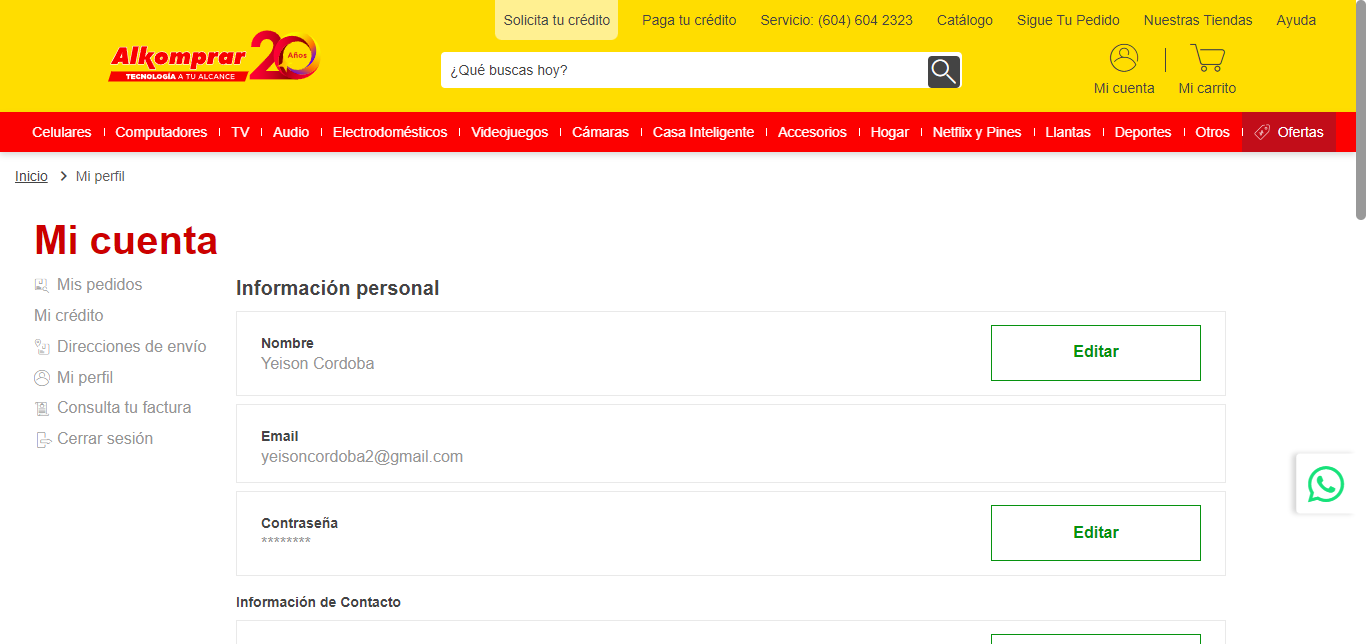 Solicita tu crédito Paga tu crédito Servicio: (604) 604 2323 Catálogo Sigue Tu Pedido Nuestras Tiendas Ayuda
Alkomprar 20 Años
TECNOLOGÍA A TU ALCANCE
¿Qué buscas hoy?
Mi cuenta Mi carrito
Celulares Computadores TV Audio Electrodomésticos Videojuegos Cámaras Casa Inteligente Accesorios Hogar Netflix y Pines Llantas Deportes Otros Ofertas
Inicio Mi perfil
Mi cuenta
Mis pedidos
Mi crédito
Direcciones de envío
Mi perfil
Consulta tu factura
Cerrar sesión
Información personal
Nombre
Yeison Cordoba
Editar
Email
yeisoncordoba2@gmail.com
Contraseña
********
Editar
Información de Contacto